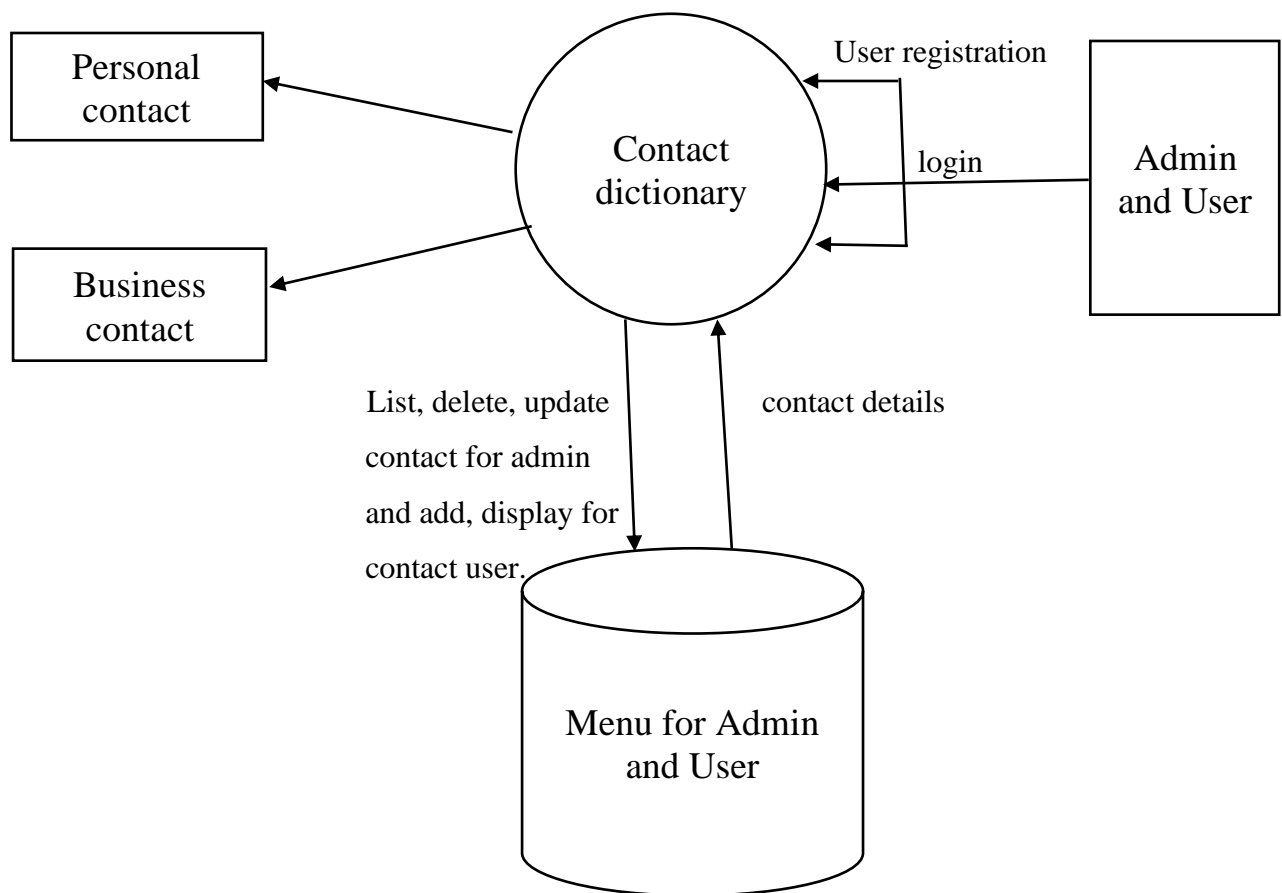 Personal
contact
Business
contact
Contact
dictionary
User registration
login
Admin
and User
List, delete, update
contact for admin
and add, display for
contact user.
contact details
Menu for Admin
and User